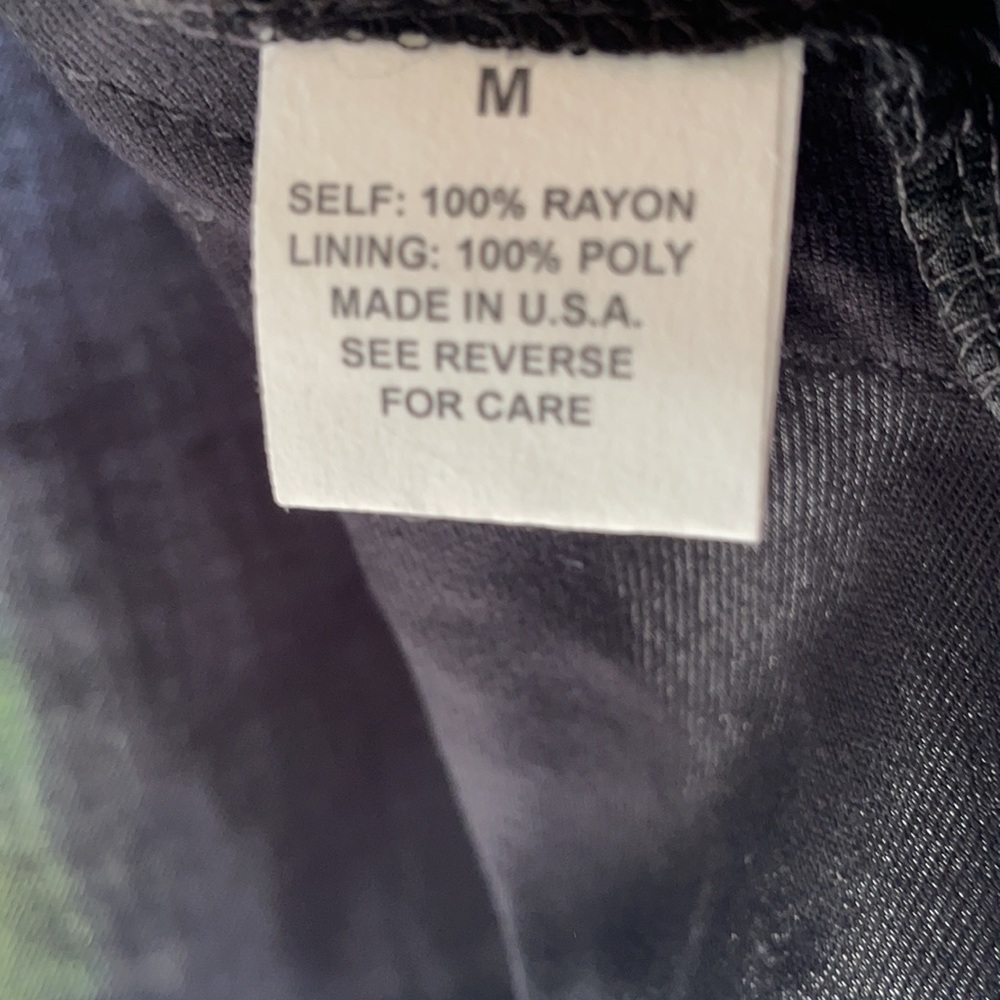 M
SELF: 100% RAYON
LINING: 100% POLY
MADE IN U.S.A.
SEE REVERSE
FOR CARE